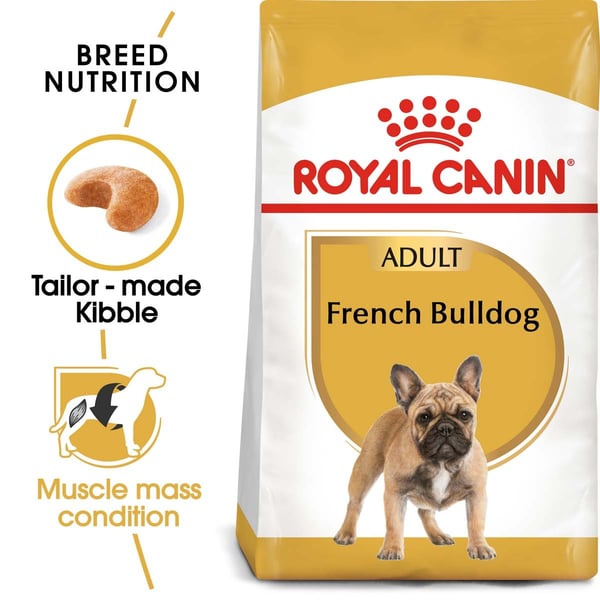 BREED
NUTRITION
Tailor - made
Kibble
Muscle mass
condition
ROYAL CANIN®
ADULT
French Bulldog